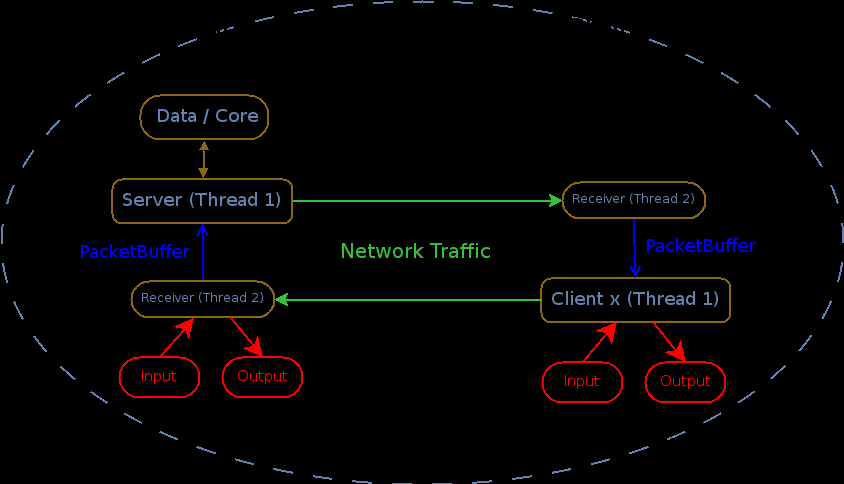 Data / Core
Server (Thread 1)
Receiver (Thread 2)
PacketBuffer
Network Traffic
PacketBuffer
Receiver (Thread 2)
Client x (Thread 1)
Input
Output
Input
Output